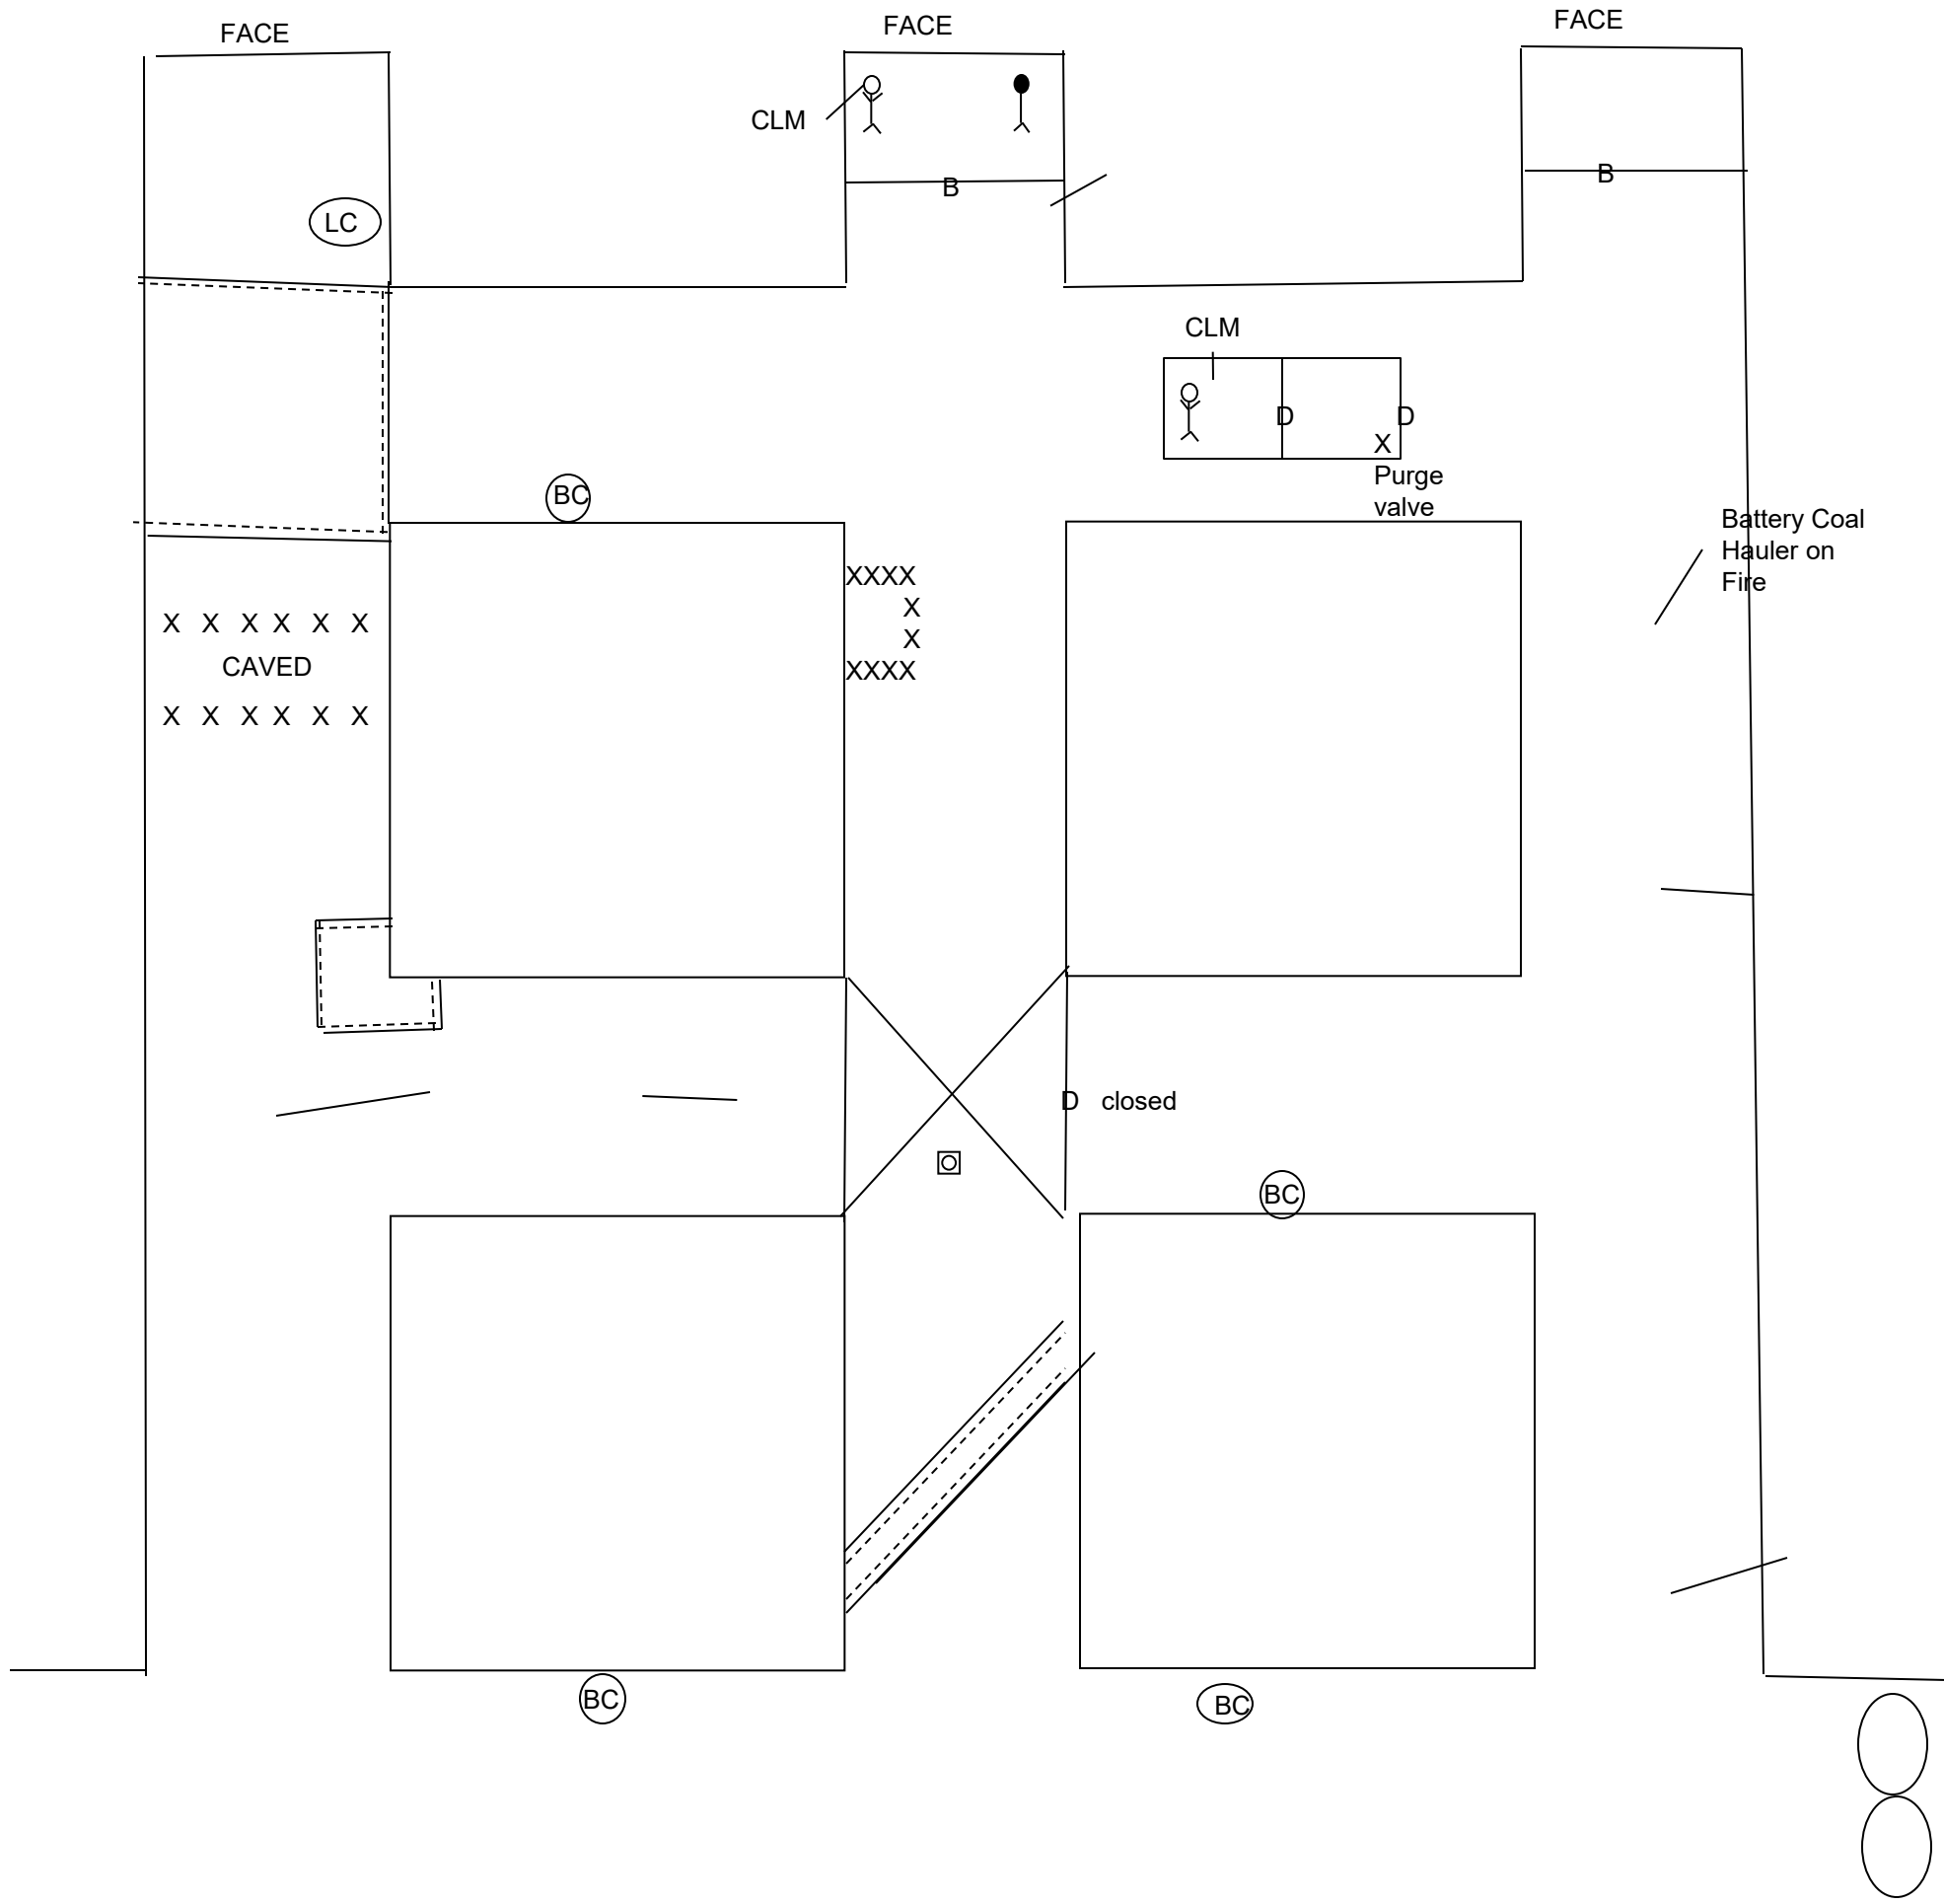 FACE
FACE
FACE
CLM
B
B
LC
CLM
D
D
X
Purge
valve
BC
Battery Coal
Hauler on
Fire
XXXX
X
X
XXXX
X X X X X X
CAVED
X X X X X X
D closed
BC
BC
BC